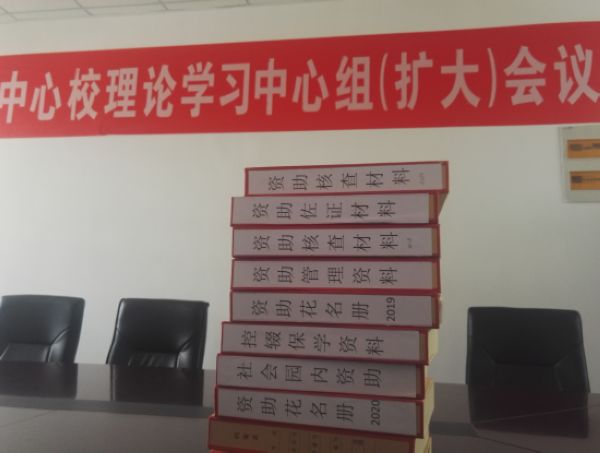 中心校理论学习中心组(扩大)会议
资助核查材料
资助佐证材料
资助核查材料
资助管理资料
资助花名册 2019
控辍保学资料
社会园内资助
资助花名册 2020